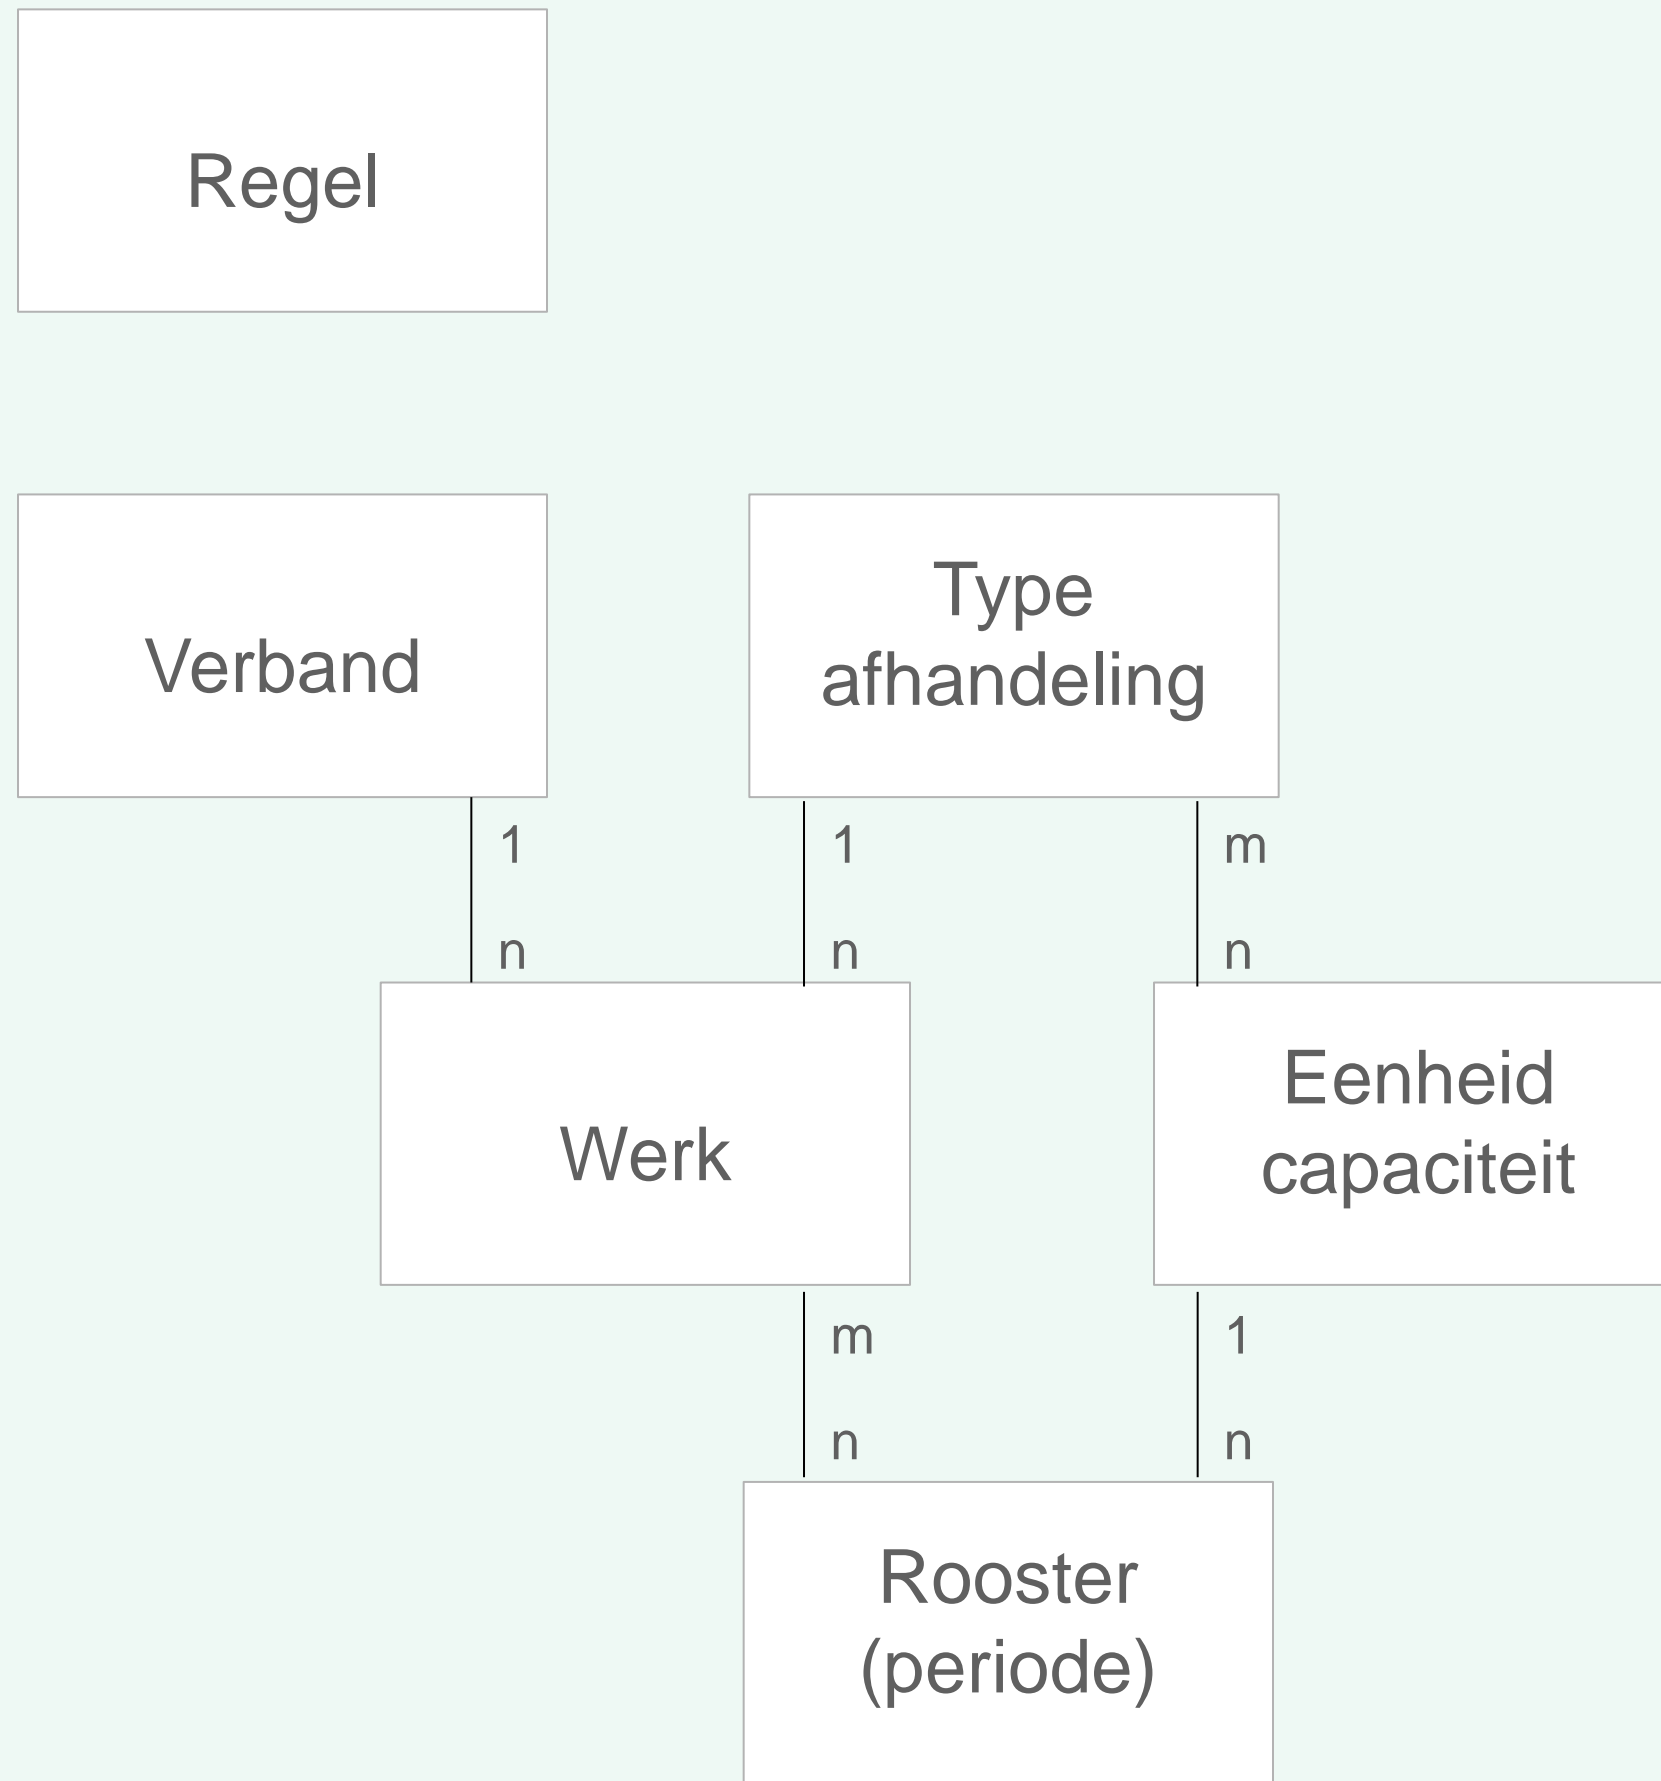 Regel
Verband
Type
afhandeling
1
1
m
n
n
n
Werk
Eenheid
capaciteit
m
1
n
n
Rooster
(periode)